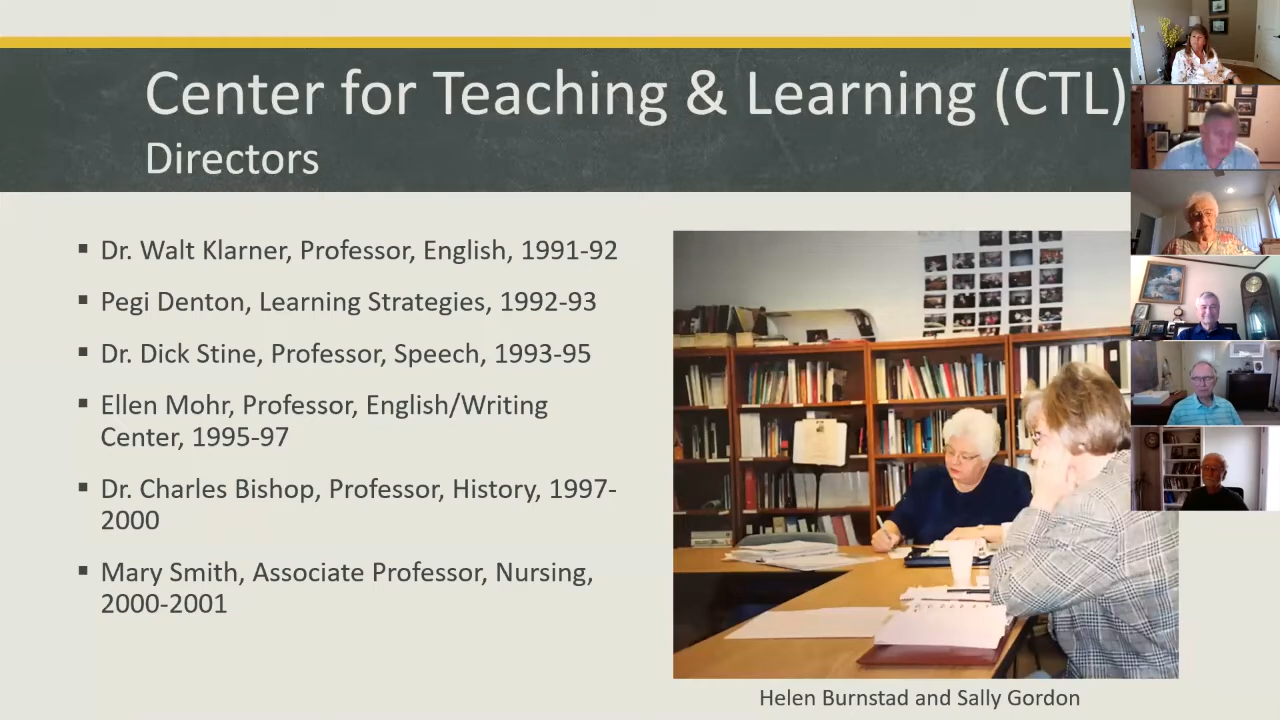 Center for Teaching & Learning (CTL)
Directors
▪ Dr. Walt Klarner, Professor, English, 1991-92
▪ Pegi Denton, Learning Strategies, 1992-93
▪ Dr. Dick Stine, Professor, Speech, 1993-95
▪ Ellen Mohr, Professor, English/Writing
Center, 1995-97
▪ Dr. Charles Bishop, Professor, History, 1997-
2000
▪ Mary Smith, Associate Professor, Nursing,
2000-2001
Helen Burnstad and Sally Gordon